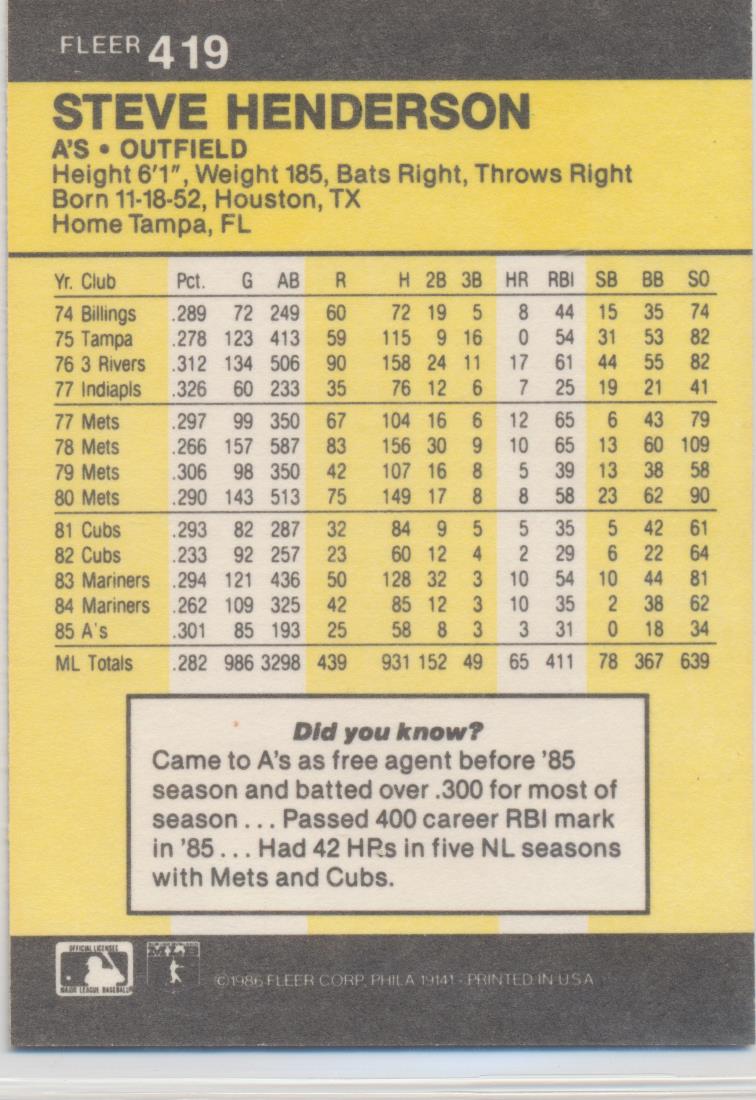 FLEER 419
STEVE HENDERSON
A'S • OUTFIELD
Height 6'1", Weight 185, Bats Right, Throws Right
Born 11-18-52, Houston, TX
Home Tampa, FL
Yr. Club Pct. G AB R H 2B 3B HR RBI SB BB SO
74 Billings .289 72 249 60 72 19 5 8 44 15 35 74
75 Tampa .278 123 413 59 115 9 16 0 54 31 53 82
76 3 Rivers .312 134 506 90 158 24 11 17 61 44 55 82
77 Indiapls .326 60 233 35 76 12 6 7 25 19 21 41
77 Mets .297 99 350 67 104 16 6 12 65 6 43 79
78 Mets .266 157 587 83 156 30 9 10 65 13 60 109
79 Mets .306 98 350 42 107 16 8 5 39 13 38 58
80 Mets .290 143 513 75 149 17 8 8 58 23 62 90
81 Cubs .293 82 287 32 84 9 5 5 35 5 42 61
82 Cubs .233 92 257 23 60 12 4 2 29 6 22 64
83 Mariners .294 121 436 50 128 32 3 10 54 10 44 81
84 Mariners .262 109 325 42 85 12 3 10 35 2 38 62
85 A's .301 85 193 25 58 8 3 3 31 0 18 34
ML Totals .282 986 3298 439 931 152 49 65 411 78 367 639
Did you know?
Came to A's as free agent before '85
season and batted over .300 for most of
season . . . Passed 400 career RBI mark
in '85 . . . Had 42 HRs in five NL seasons
with Mets and Cubs.
OFFICIAL LICENSEE
MAJOR LEAGUE BASEBALL
©1986 FLEER CORP. PHILA 19141 - PRINTED IN U.S.A.